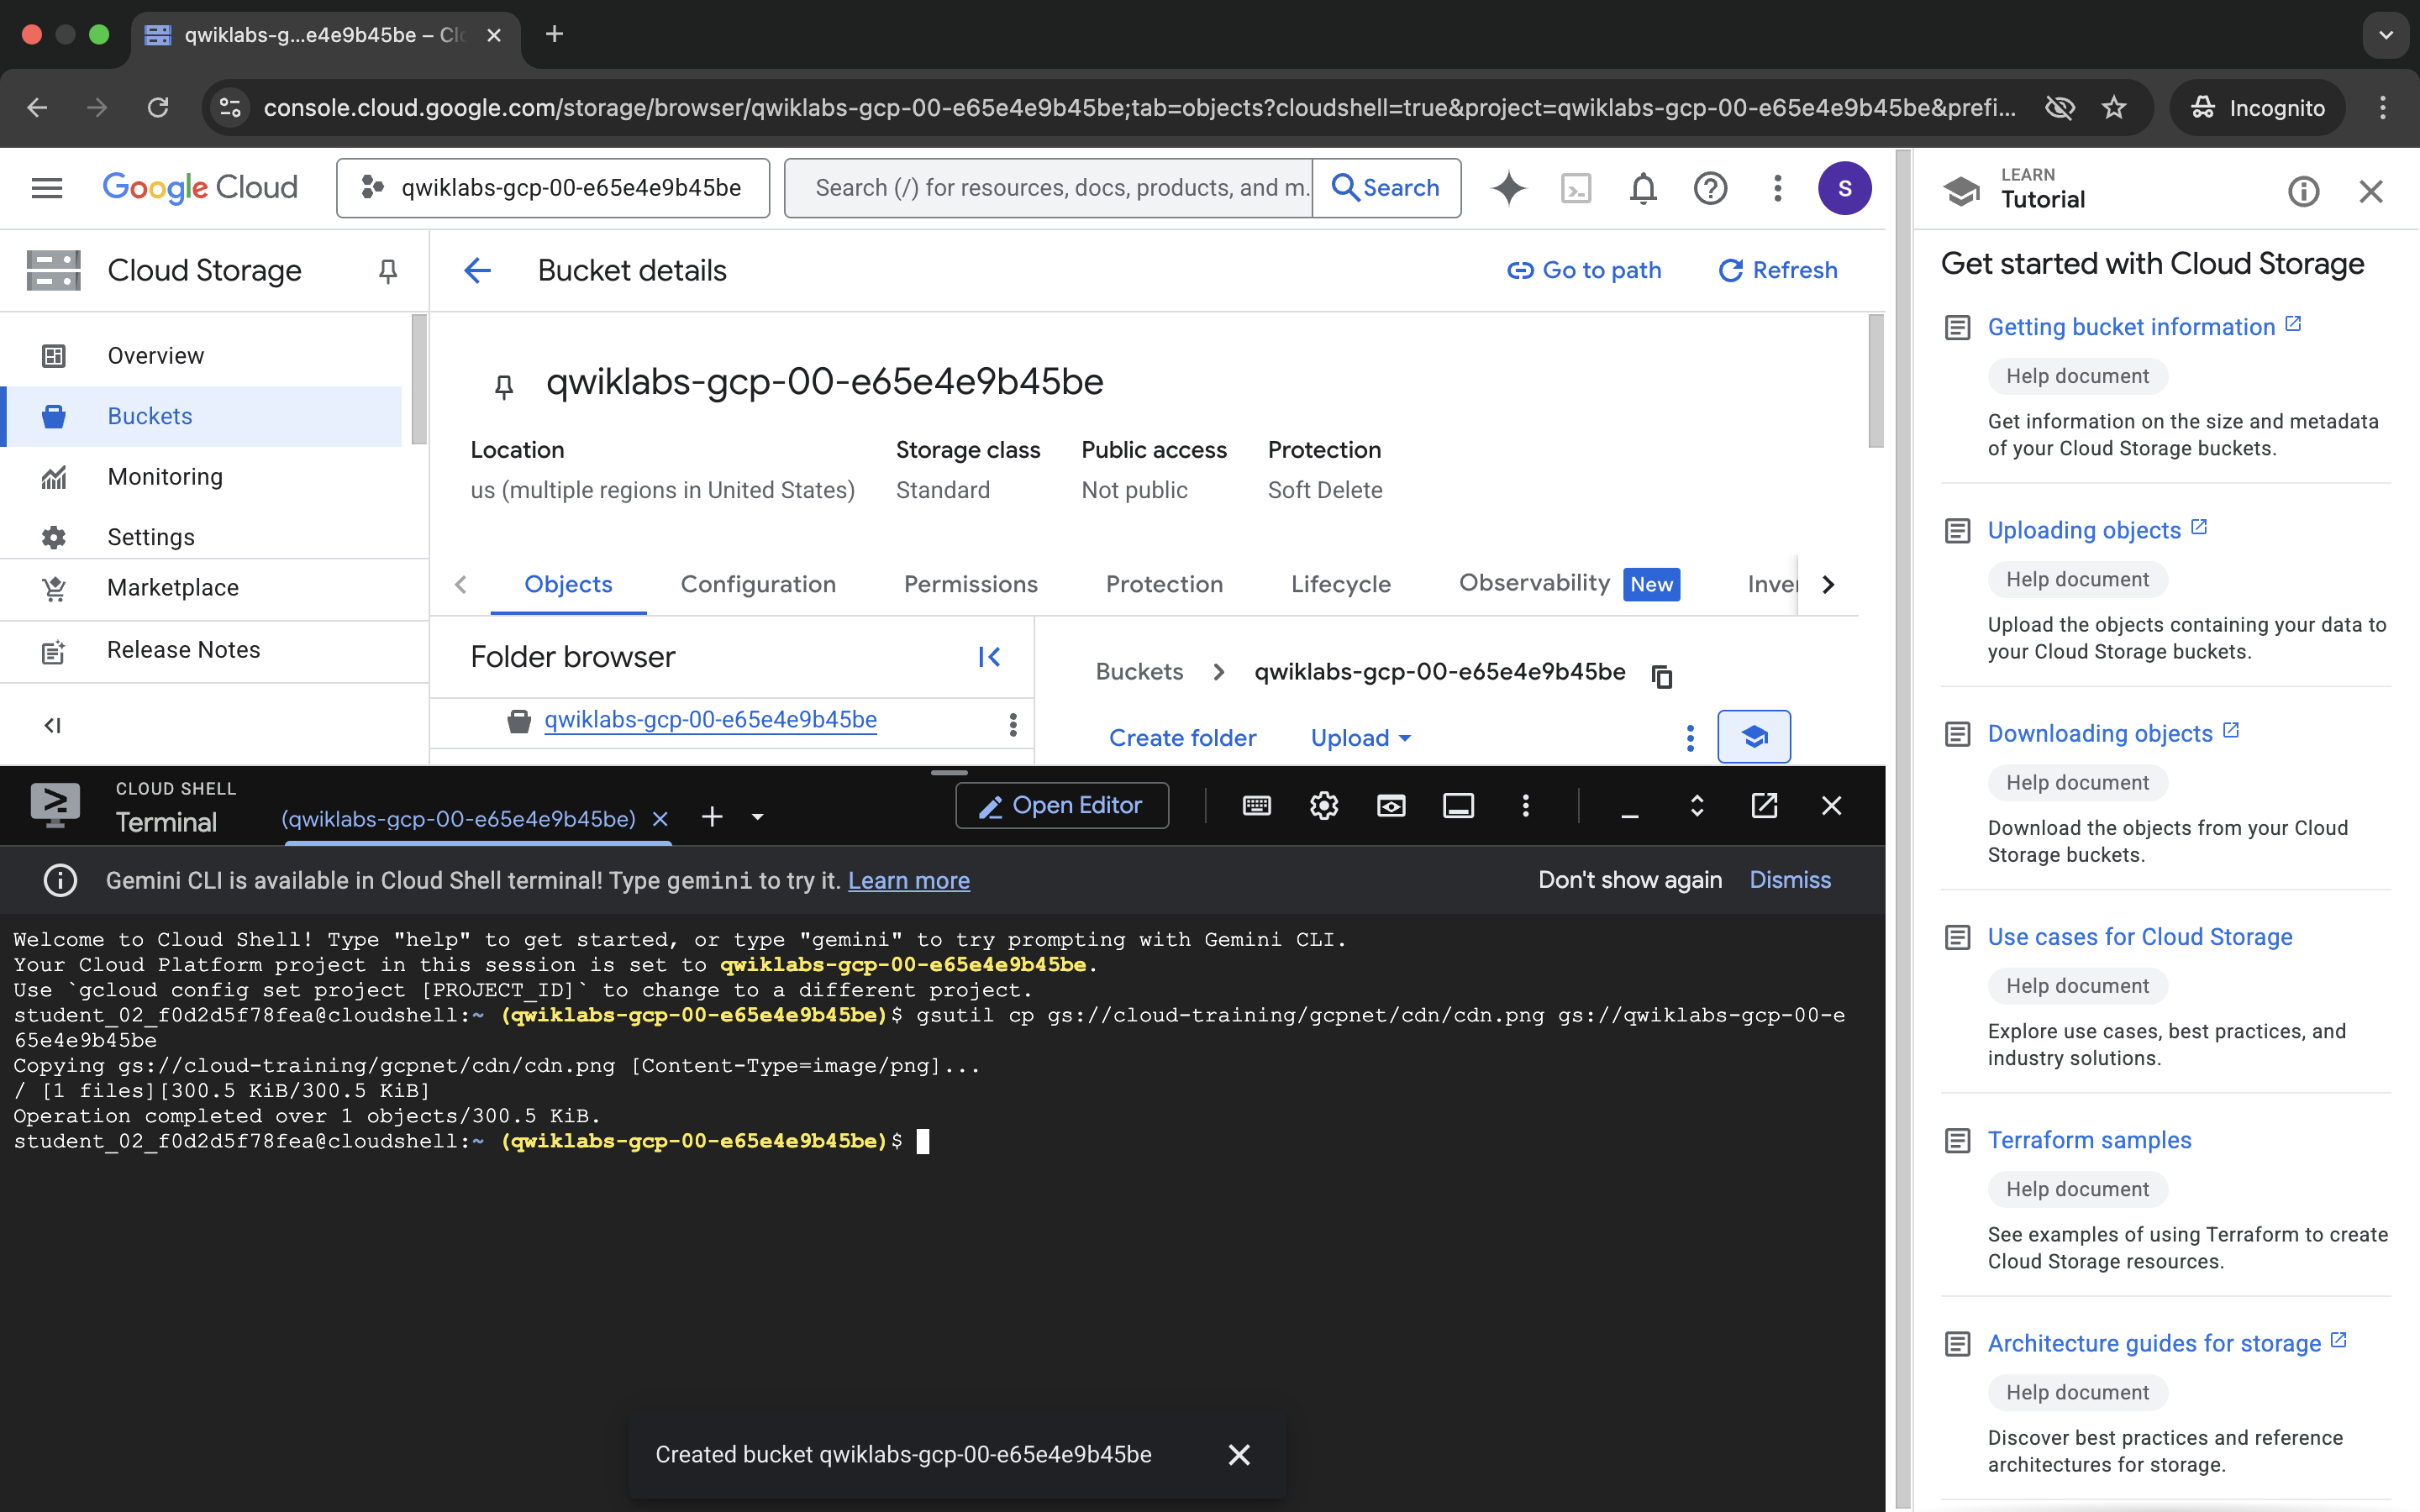 qwiklabs-g...e4e9b45be – Clo
console.cloud.google.com/storage/browser/qwiklabs-gcp-00-e65e4e9b45be;tab=objects?cloudshell=true&project=qwiklabs-gcp-00-e65e4e9b45be&prefi...
Incognito
Google Cloud
qwiklabs-gcp-00-e65e4e9b45be
Search (/) for resources, docs, products, and m.
Search
S
LEARN
Tutorial
Cloud Storage
Overview
Buckets
Monitoring
Settings
Marketplace
Release Notes
Bucket details
Go to path
Refresh
qwiklabs-gcp-00-e65e4e9b45be
Location
us (multiple regions in United States)
Storage class
Standard
Public access
Not public
Protection
Soft Delete
Objects
Configuration
Permissions
Protection
Lifecycle
Observability New
Inve
Folder browser
qwiklabs-gcp-00-e65e4e9b45be
Buckets > qwiklabs-gcp-00-e65e4e9b45be
Create folder
Upload
CLOUD SHELL
Terminal
(qwiklabs-gcp-00-e65e4e9b45be)
Open Editor
Gemini CLI is available in Cloud Shell terminal! Type gemini to try it. Learn more
Don't show again
Dismiss
Welcome to Cloud Shell! Type "help" to get started, or type "gemini" to try prompting with Gemini CLI.
Your Cloud Platform project in this session is set to qwiklabs-gcp-00-e65e4e9b45be.
Use `gcloud config set project [PROJECT_ID]` to change to a different project.
student_02_f0d2d5f78fea@cloudshell:~ (qwiklabs-gcp-00-e65e4e9b45be)$ gsutil cp gs://cloud-training/gcpnet/cdn/cdn.png gs://qwiklabs-gcp-00-e
65e4e9b45be
Copying gs://cloud-training/gcpnet/cdn/cdn.png [Content-Type=image/png]...
/ [1 files][300.5 KiB/300.5 KiB]
Operation completed over 1 objects/300.5 KiB.
student_02_f0d2d5f78fea@cloudshell:~ (qwiklabs-gcp-00-e65e4e9b45be)$
Created bucket qwiklabs-gcp-00-e65e4e9b45be
Get started with Cloud Storage
Getting bucket information
Help document
Get information on the size and metadata
of your Cloud Storage buckets.
Uploading objects
Help document
Upload the objects containing your data to
your Cloud Storage buckets.
Downloading objects
Help document
Download the objects from your Cloud
Storage buckets.
Use cases for Cloud Storage
Help document
Explore use cases, best practices, and
industry solutions.
Terraform samples
Help document
See examples of using Terraform to create
Cloud Storage resources.
Architecture guides for storage
Help document
Discover best practices and reference
architectures for storage.